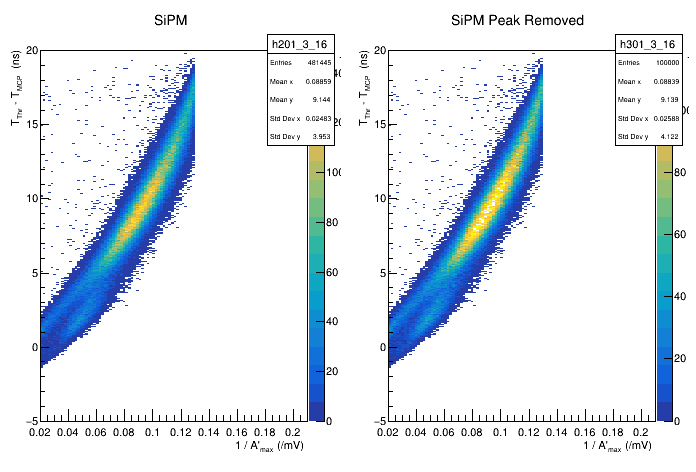 SiPM
h201_3_16
Entries 481445
Mean x 0.08859
Mean y 9.144
Std Dev x 0.02483
Std Dev y 3.953
T_Thr - T_MCP (ns)
20
15
10
5
0
−5
0.02 0.04 0.06 0.08 0.1 0.12 0.14 0.16 0.18 0.2
1 / A'_max (/mV)
100
80
60
40
20
0
SiPM Peak Removed
h301_3_16
Entries 100000
Mean x 0.08839
Mean y 9.139
Std Dev x 0.02588
Std Dev y 4.122
T_Thr - T_MCP (ns)
20
15
10
5
0
−5
0.02 0.04 0.06 0.08 0.1 0.12 0.14 0.16 0.18 0.2
1 / A'_max (/mV)
80
60
40
20
0